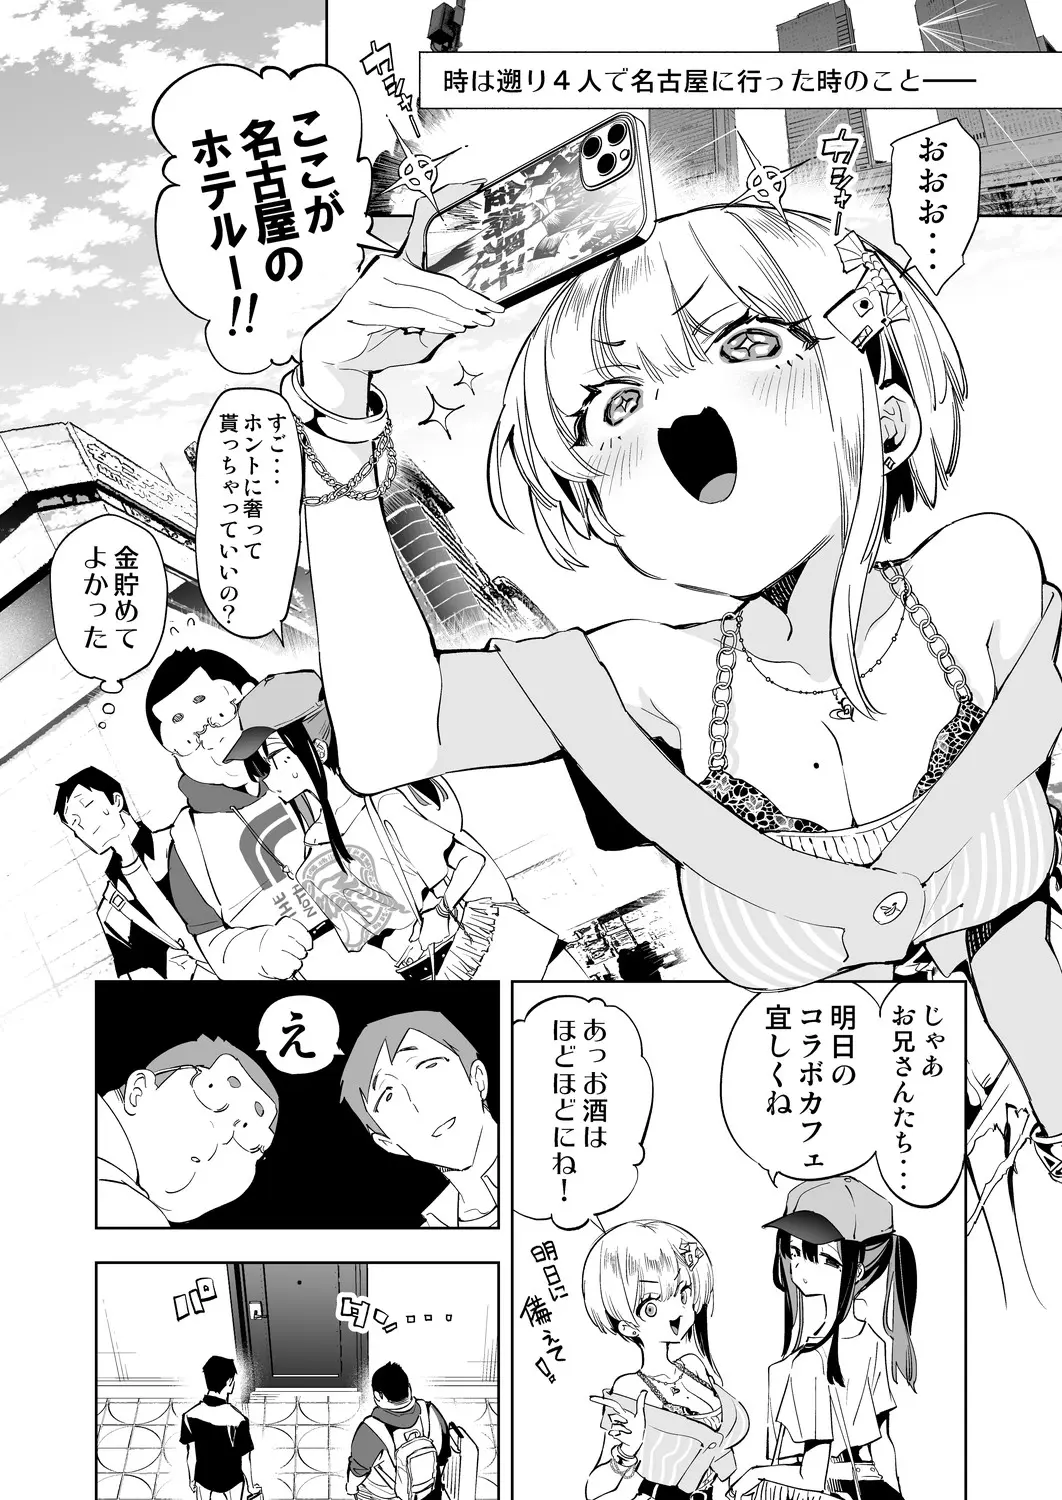 時は遡り4人で名古屋に行った時のこと――
おおお・・・
カシャァ
カシャァ
ここが
名古屋の
ホテルー!!
すご・・・
ホントに奢って
貰っちゃっていいの?
金貯めて
よかった
THE
NOTH
じゃあ
お兄さんたち・・・
明日の
コラボカフェ
宜しくね
あっお酒は
ほどほどにね!
明日に
備えて!
え
パ
タン・・・・